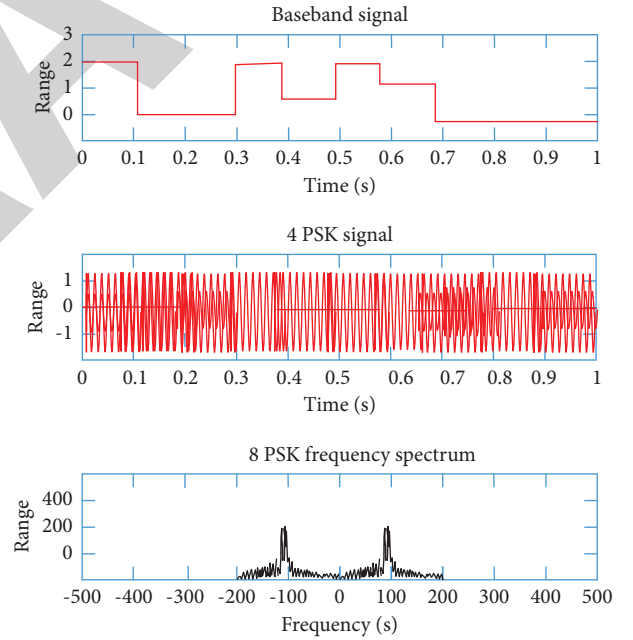 Baseband signal
3
2
1
0
Range
0 0.1 0.2 0.3 0.4 0.5 0.6 0.7 0.8 0.9 1
Time (s)
4 PSK signal
1
0
-1
Range
0 0.1 0.2 0.3 0.4 0.5 0.6 0.7 0.8 0.9 1
Time (s)
8 PSK frequency spectrum
400
200
0
Range
-500 -400 -300 -200 -100 0 100 200 300 400 500
Frequency (s)